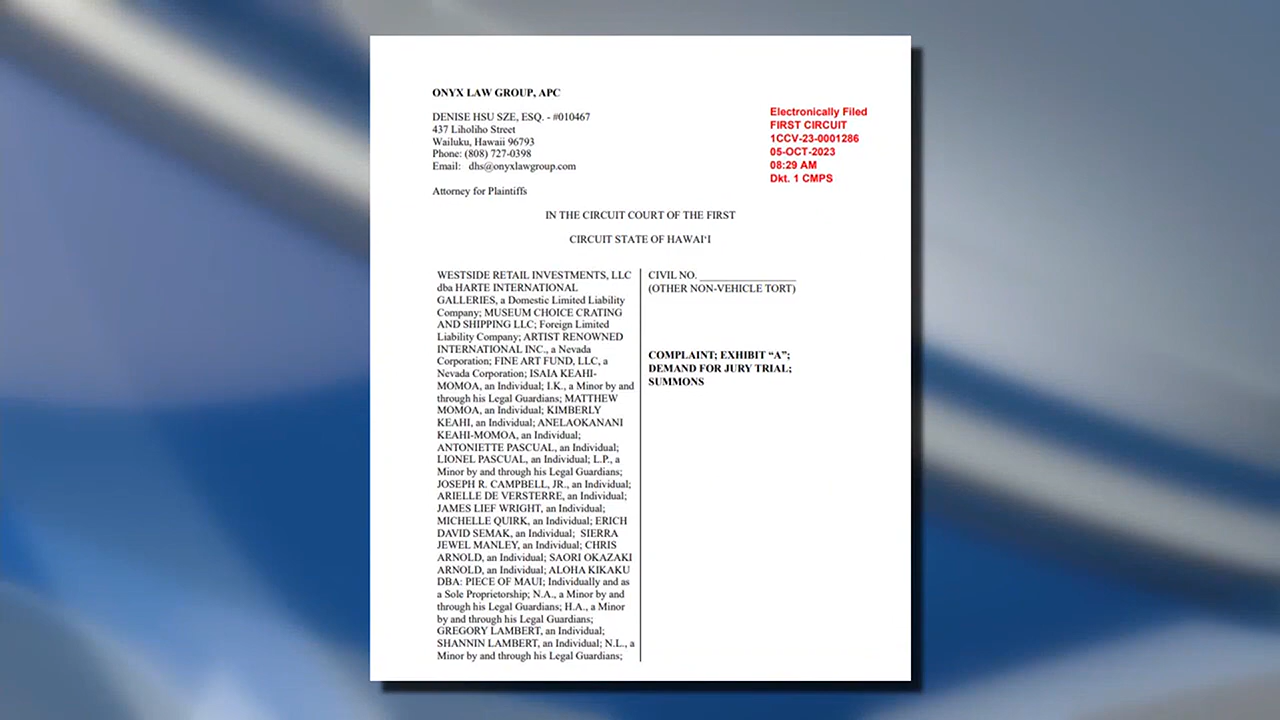 ONYX LAW GROUP, APC
DENISE HSU SZE, ESQ. - #010467
437 Liholiho Street
Wailuku, Hawaii 96793
Phone: (808) 727-0398
Email: dhs@onyxlawgroup.com
Attorney for Plaintiffs
Electronically Filed
FIRST CIRCUIT
1CCV-23-0001286
05-OCT-2023
08:29 AM
Dkt. 1 CMPS
IN THE CIRCUIT COURT OF THE FIRST
CIRCUIT STATE OF HAWAI‘I
WESTSIDE RETAIL INVESTMENTS, LLC
dba HARTE INTERNATIONAL
GALLERIES, a Domestic Limited Liability
Company; MUSEUM CHOICE CRATING
AND SHIPPING LLC; Foreign Limited
Liability Company; ARTIST RENOWNED
INTERNATIONAL INC., a Nevada
Corporation; FINE ART FUND, LLC, a
Nevada Corporation; ISAIA KEAHI-
MOMOA, an Individual; I.K., a Minor by and
through his Legal Guardians; MATTHEW
MOMOA, an Individual; KIMBERLY
KEAHI, an Individual; ANELAOKANANI
KEAHI-MOMOA, an Individual;
ANTONIETTE PASCUAL, an Individual;
LIONEL PASCUAL, an Individual; L.P., a
Minor by and through his Legal Guardians;
JOSEPH R. CAMPBELL, JR., an Individual;
ARIELLE DE VERSTERRE, an Individual;
JAMES LIEF WRIGHT, an Individual;
MICHELLE QUIRK, an Individual; ERICH
DAVID SEMAK, an Individual; SIERRA
JEWEL MANLEY, an Individual; CHRIS
ARNOLD, an Individual; SAORI OKAZAKI
ARNOLD, an Individual; ALOHA KIKAKU
DBA: PIECE OF MAUI; Individually and as
a Sole Proprietorship; N.A., a Minor by and
through his Legal Guardians; H.A., a Minor
by and through his Legal Guardians;
GREGORY LAMBERT, an Individual;
SHANNIN LAMBERT, an Individual; N.L., a
Minor by and through his Legal Guardians;
CIVIL NO. __________________
(OTHER NON-VEHICLE TORT)
COMPLAINT; EXHIBIT “A”;
DEMAND FOR JURY TRIAL;
SUMMONS